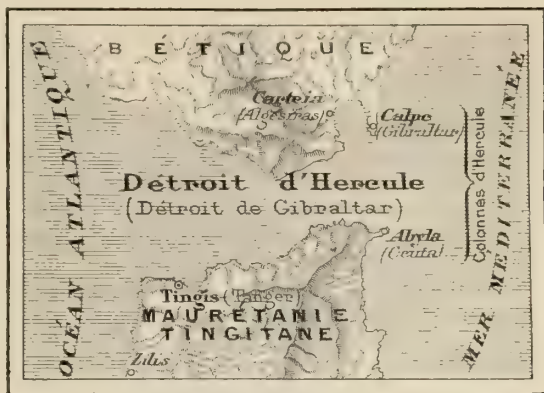 BÉTIQUE
OCÉAN ATLANTIQUE
Carteia
(Algésiras)
Calpe
(Gibraltar)
Colonnes d'Hercule
MER MÉDITERRANÉE
Détroit d'Hercule
(Détroit de Gibraltar)
Abyla
(Ceuta)
Tingis (Tanger)
MAURÉTANIE
TINGITANE
Zilis